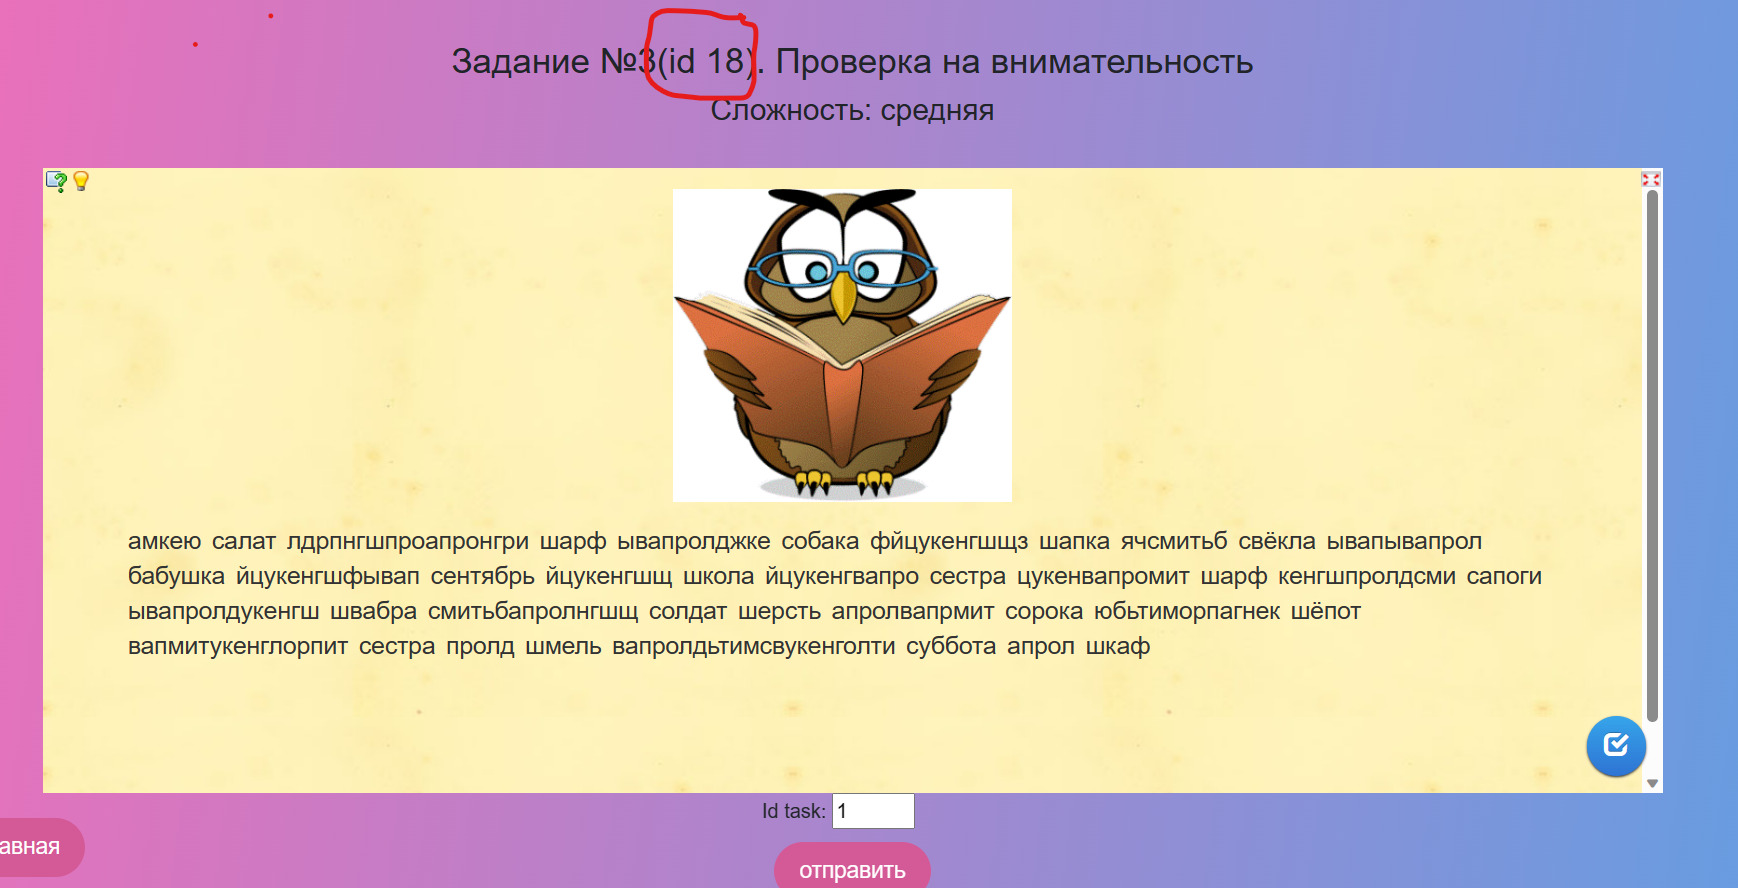 Задание №3(id 18). Проверка на внимательность
Сложность: средняя
амкею салат лдрпнгшпроапронгри шарф ывапролджке собака фйцукенгшщз шапка ячсмитьб свёкла ывапывапрол
бабушка йцукенгшфывап сентябрь йцукенгшщ школа йцукенгвапро сестра цукенвапромит шарф кенгшпролдсми сапоги
ывапролдукенгш швабра смитьбапролнгшщ солдат шерсть апролвапрмит сорока юбьтиморпагнек шёпот
вапмитукенглорпит сестра пролд шмель вапролдьтимсвукенголти суббота апрол шкаф
Id task: 1
авная
отправить